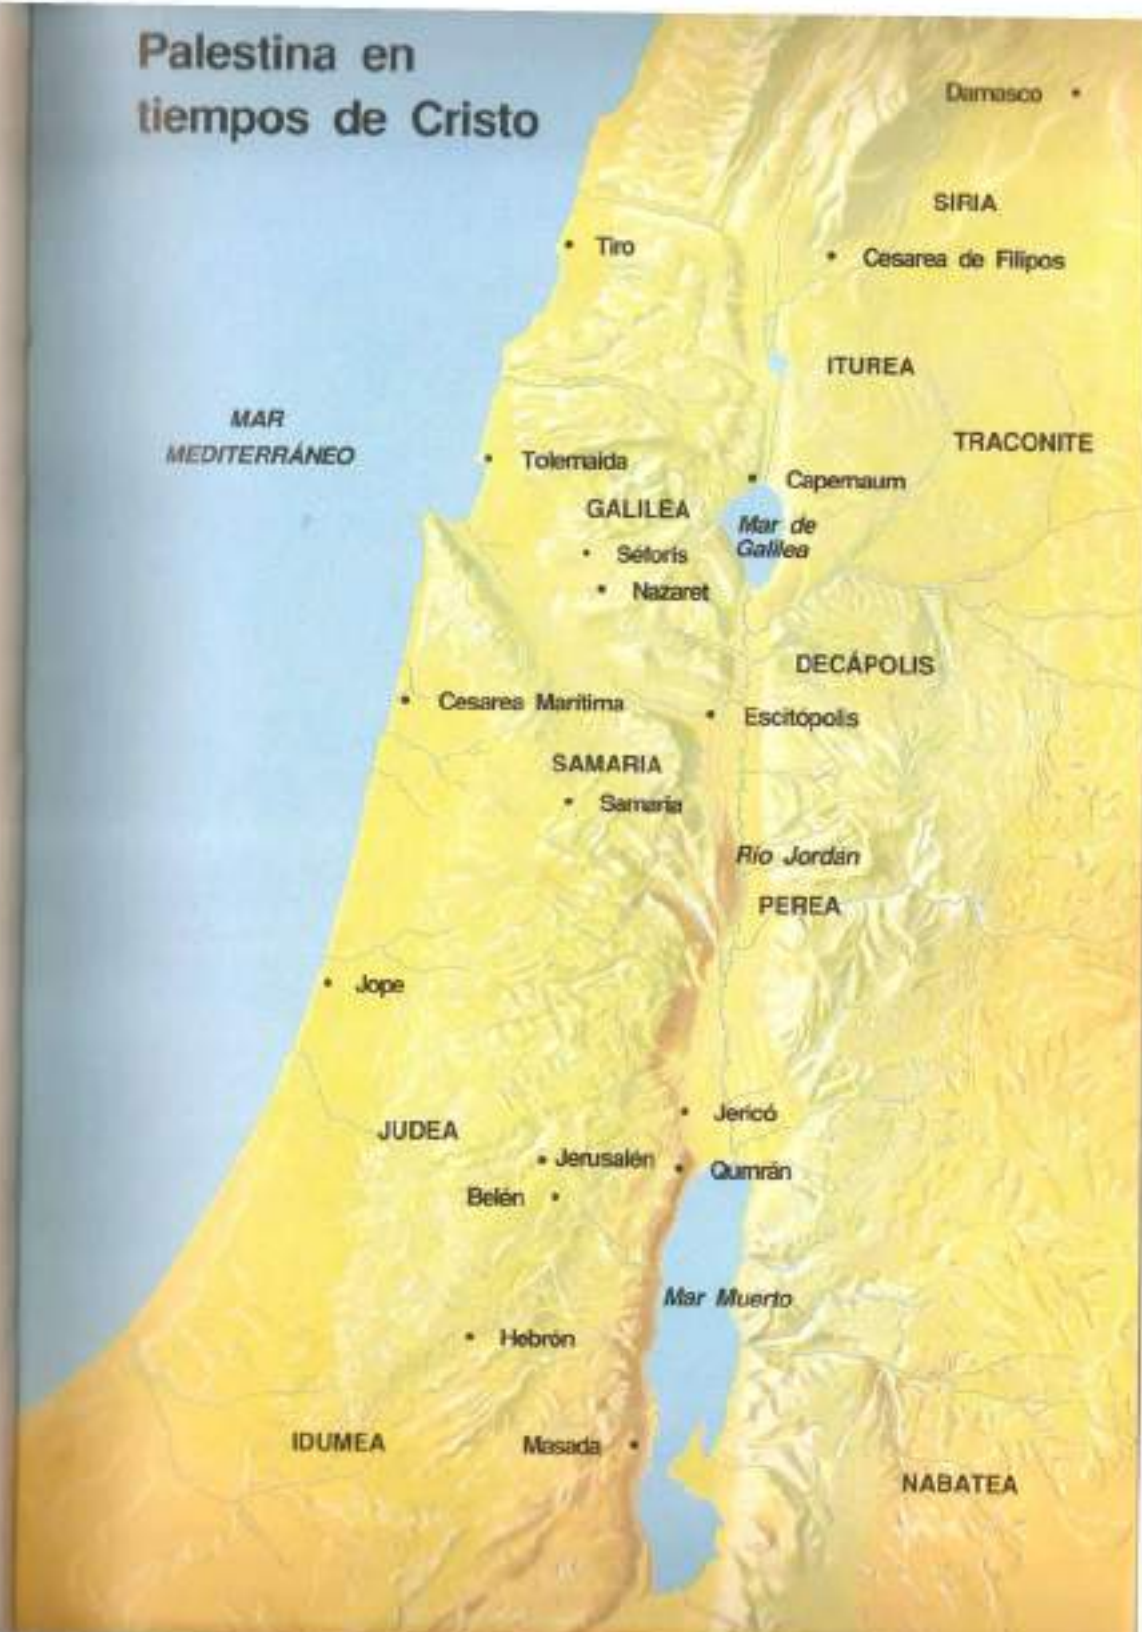 Palestina en
tiempos de Cristo
Damasco
SIRIA
Tiro
Cesarea de Filipos
ITUREA
MAR
MEDITERRÁNEO
TRACONITE
Tolemaida
Capernaum
GALILEA
Mar de
Galilea
Séforis
Nazaret
DECÁPOLIS
Cesarea Marítima
Escitópolis
SAMARIA
Samaria
Río Jordán
PEREA
Jope
Jericó
JUDEA
Jerusalén
Qumrán
Belén
Mar Muerto
Hebrón
IDUMEA
Masada
NABATEA